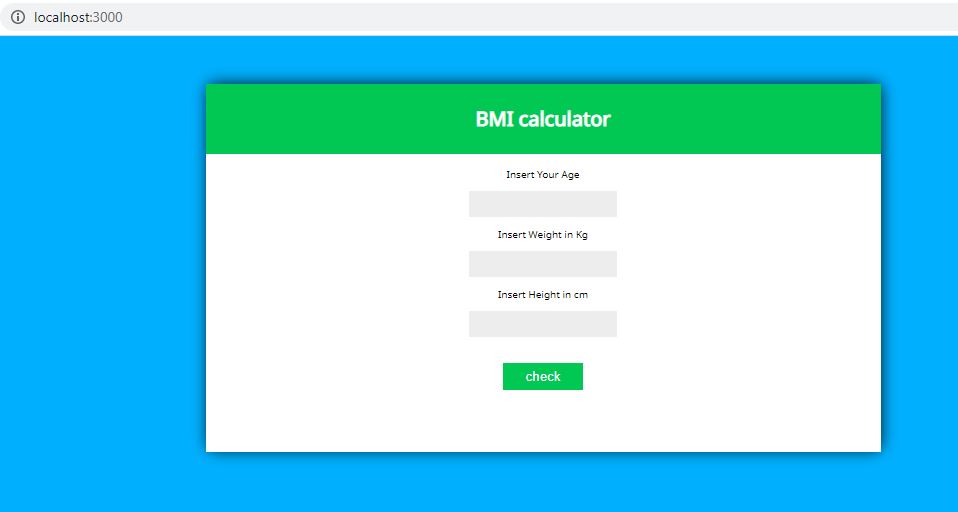 localhost:3000
BMI calculator
Insert Your Age
Insert Weight in Kg
Insert Height in cm
check